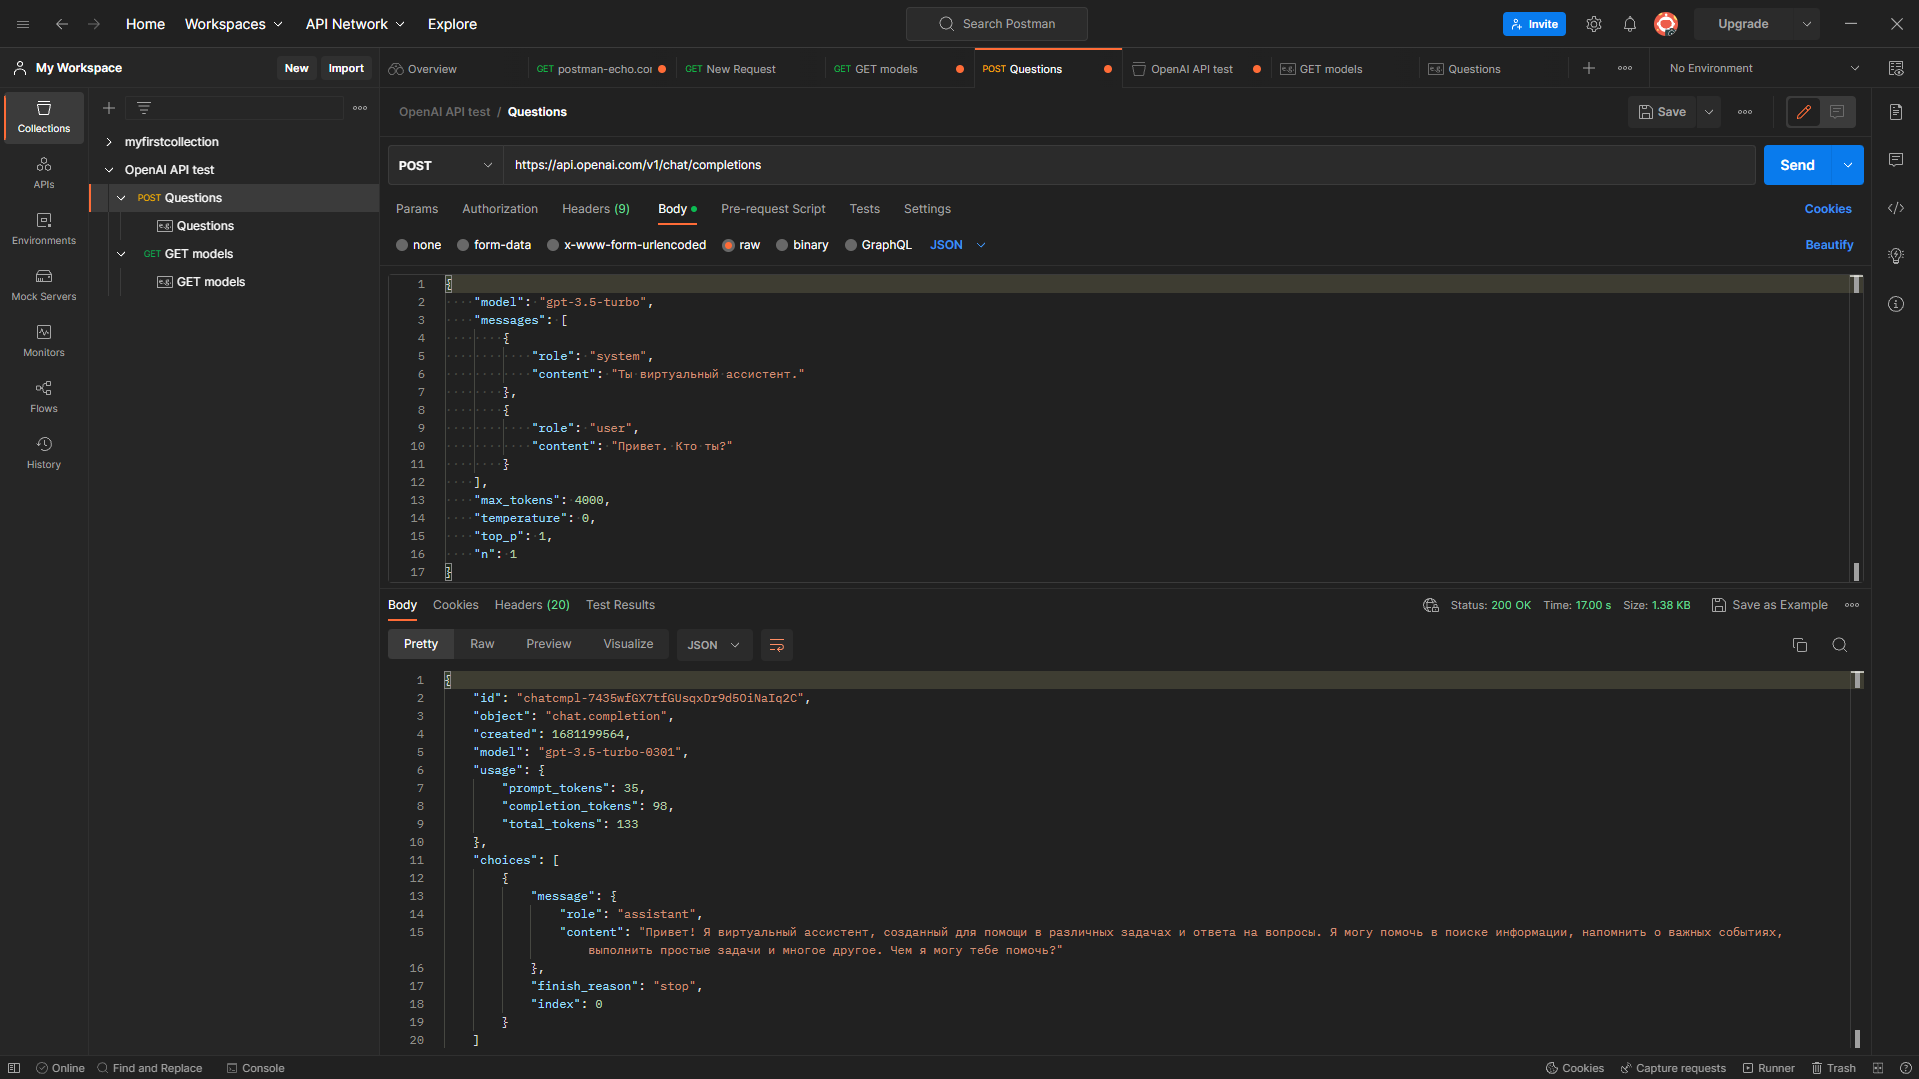 Home Workspaces API Network Explore Search Postman Invite Upgrade
My Workspace New Import Overview GET postman-echo.co GET New Request GET GET models POST Questions OpenAI API test e.g. GET models e.g. Questions No Environment
Collections
APIs
Environments
Mock Servers
Monitors
Flows
History
myfirstcollection
OpenAI API test
POST Questions
e.g. Questions
GET GET models
e.g. GET models
OpenAI API test / Questions Save
POST https://api.openai.com/v1/chat/completions Send
Params Authorization Headers (9) Body Pre-request Script Tests Settings Cookies
none form-data x-www-form-urlencoded raw binary GraphQL JSON Beautify
1 {
2 "model": "gpt-3.5-turbo",
3 "messages": [
4 {
5 "role": "system",
6 "content": "Ты виртуальный ассистент."
7 },
8 {
9 "role": "user",
10 "content": "Привет. Кто ты?"
11 }
12 ],
13 "max_tokens": 4000,
14 "temperature": 0,
15 "top_p": 1,
16 "n": 1
17 }
Body Cookies Headers (20) Test Results Status: 200 OK Time: 17.00 s Size: 1.38 KB Save as Example
Pretty Raw Preview Visualize JSON
1 {
2 "id": "chatcmpl-7435wfGX7tfGUsqxDr9d5OiNaIq2C",
3 "object": "chat.completion",
4 "created": 1681199564,
5 "model": "gpt-3.5-turbo-0301",
6 "usage": {
7 "prompt_tokens": 35,
8 "completion_tokens": 98,
9 "total_tokens": 133
10 },
11 "choices": [
12 {
13 "message": {
14 "role": "assistant",
15 "content": "Привет! Я виртуальный ассистент, созданный для помощи в различных задачах и ответа на вопросы. Я могу помочь в поиске информации, напомнить о важных событиях,
выполнить простые задачи и многое другое. Чем я могу тебе помочь?"
16 },
17 "finish_reason": "stop",
18 "index": 0
19 }
20 ]
Online Find and Replace Console Cookies Capture requests Runner Trash